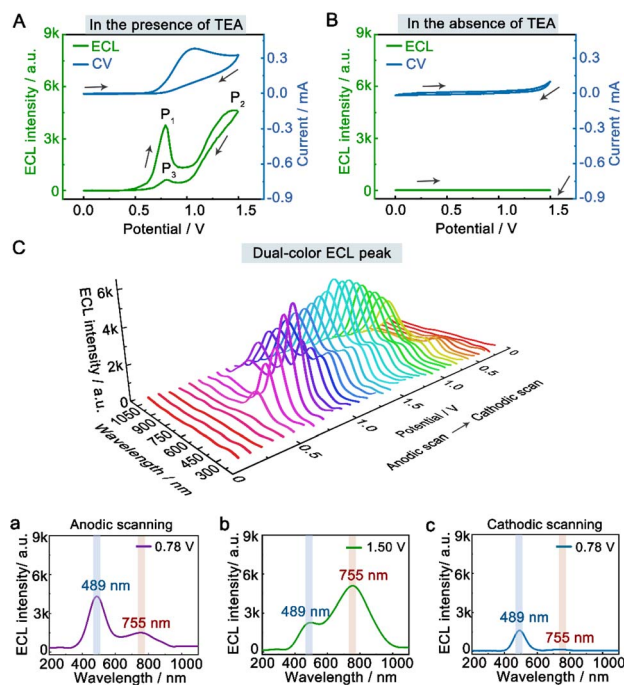 A
In the presence of TEA
ECL
CV
9k
6k
3k
0
ECL intensity / a.u.
0.3
0.0
-0.3
-0.6
-0.9
Current / mA
P1
P2
P3
0.0
0.5
1.0
1.5
Potential / V
B
In the absence of TEA
ECL
CV
9k
6k
3k
0
ECL intensity / a.u.
0.3
0.0
-0.3
-0.6
-0.9
Current / mA
0.0
0.5
1.0
1.5
Potential / V
C
Dual-color ECL peak
6k
4k
2k
0
ECL intensity / a.u.
1050
900
750
600
450
300
Wavelength / nm
0
0.5
1.0
1.5
1.0
0.5
0
Potential / V
Anodic scan → Cathodic scan
a
Anodic scanning
9k
6k
3k
0
ECL intensity/ a.u.
0.78 V
489 nm
755 nm
200 400 600 800 1000
Wavelength / nm
b
9k
6k
3k
0
ECL intensity/ a.u.
1.50 V
489 nm
755 nm
200 400 600 800 1000
Wavelength / nm
c
Cathodic scanning
9k
6k
3k
0
ECL intensity/ a.u.
0.78 V
489 nm
755 nm
200 400 600 800 1000
Wavelength / nm